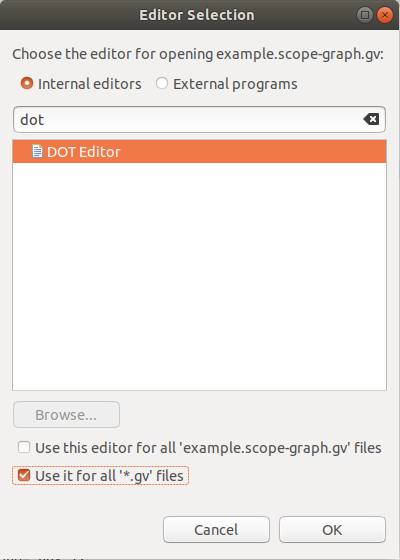 Editor Selection
Choose the editor for opening example.scope-graph.gv:
Internal editors External programs
dot
DOT Editor
Browse...
Use this editor for all 'example.scope-graph.gv' files
Use it for all '*.gv' files
Cancel OK